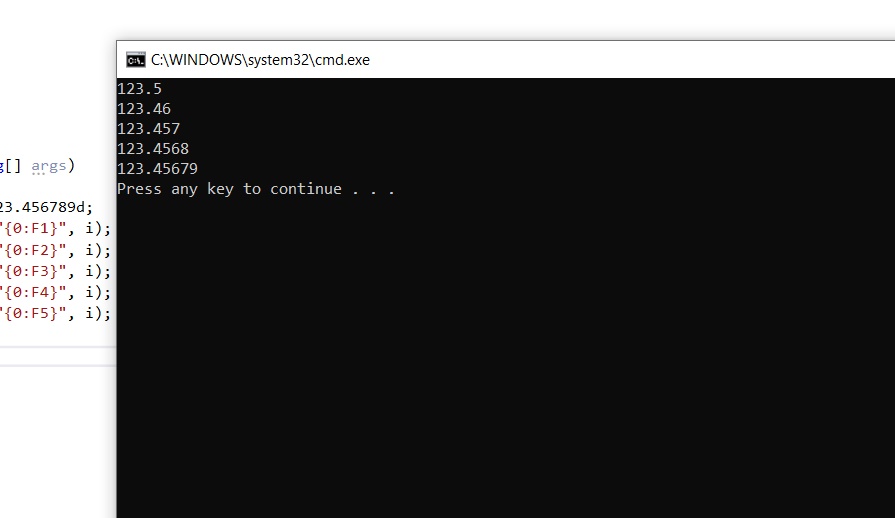 C:\WINDOWS\system32\cmd.exe
123.5
123.46
123.457
123.4568
123.45679
Press any key to continue . . .
g[] args)
23.456789d;
"{0:F1}", i);
"{0:F2}", i);
"{0:F3}", i);
"{0:F4}", i);
"{0:F5}", i);